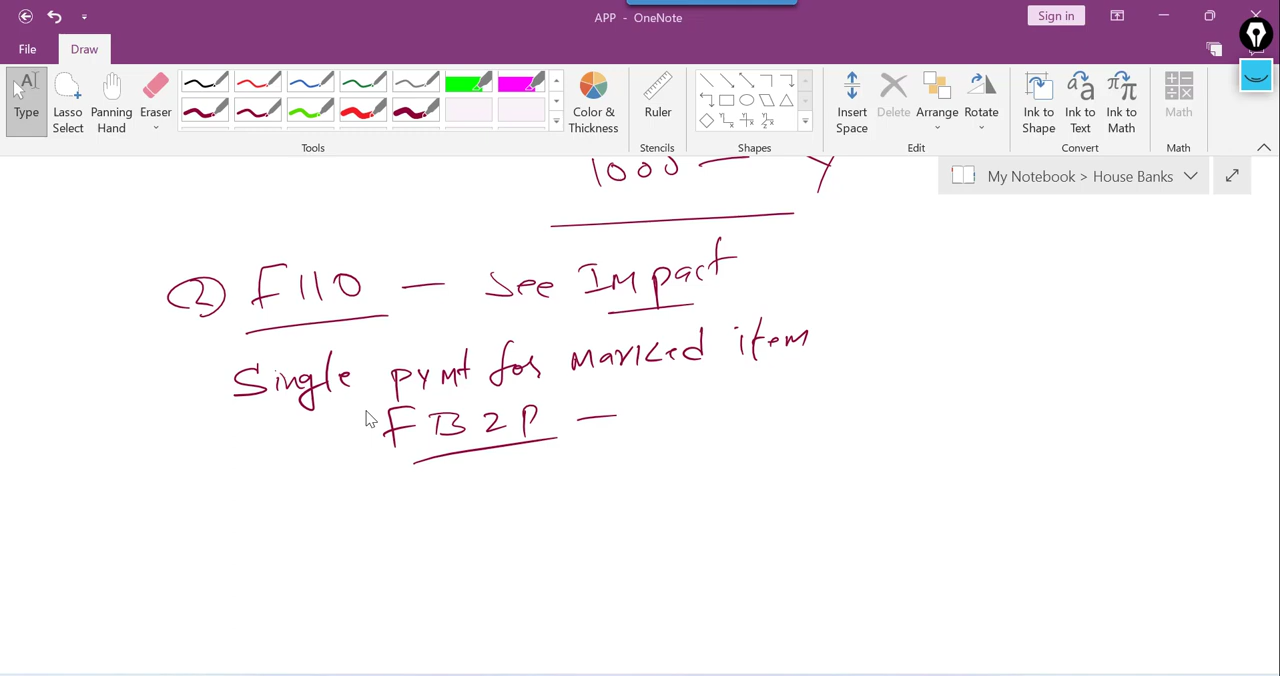 APP - OneNote
Sign in
File
Draw
Type
Lasso Select
Panning Hand
Eraser
Color & Thickness
Ruler
Insert Space
Delete
Arrange
Rotate
Ink to Shape
Ink to Text
Ink to Math
Math
Tools
Stencils
Shapes
Edit
Convert
Math
My Notebook > House Banks
1000 — Y
(2) F110 — See Impact
Single pymt for marked item
FB2P —